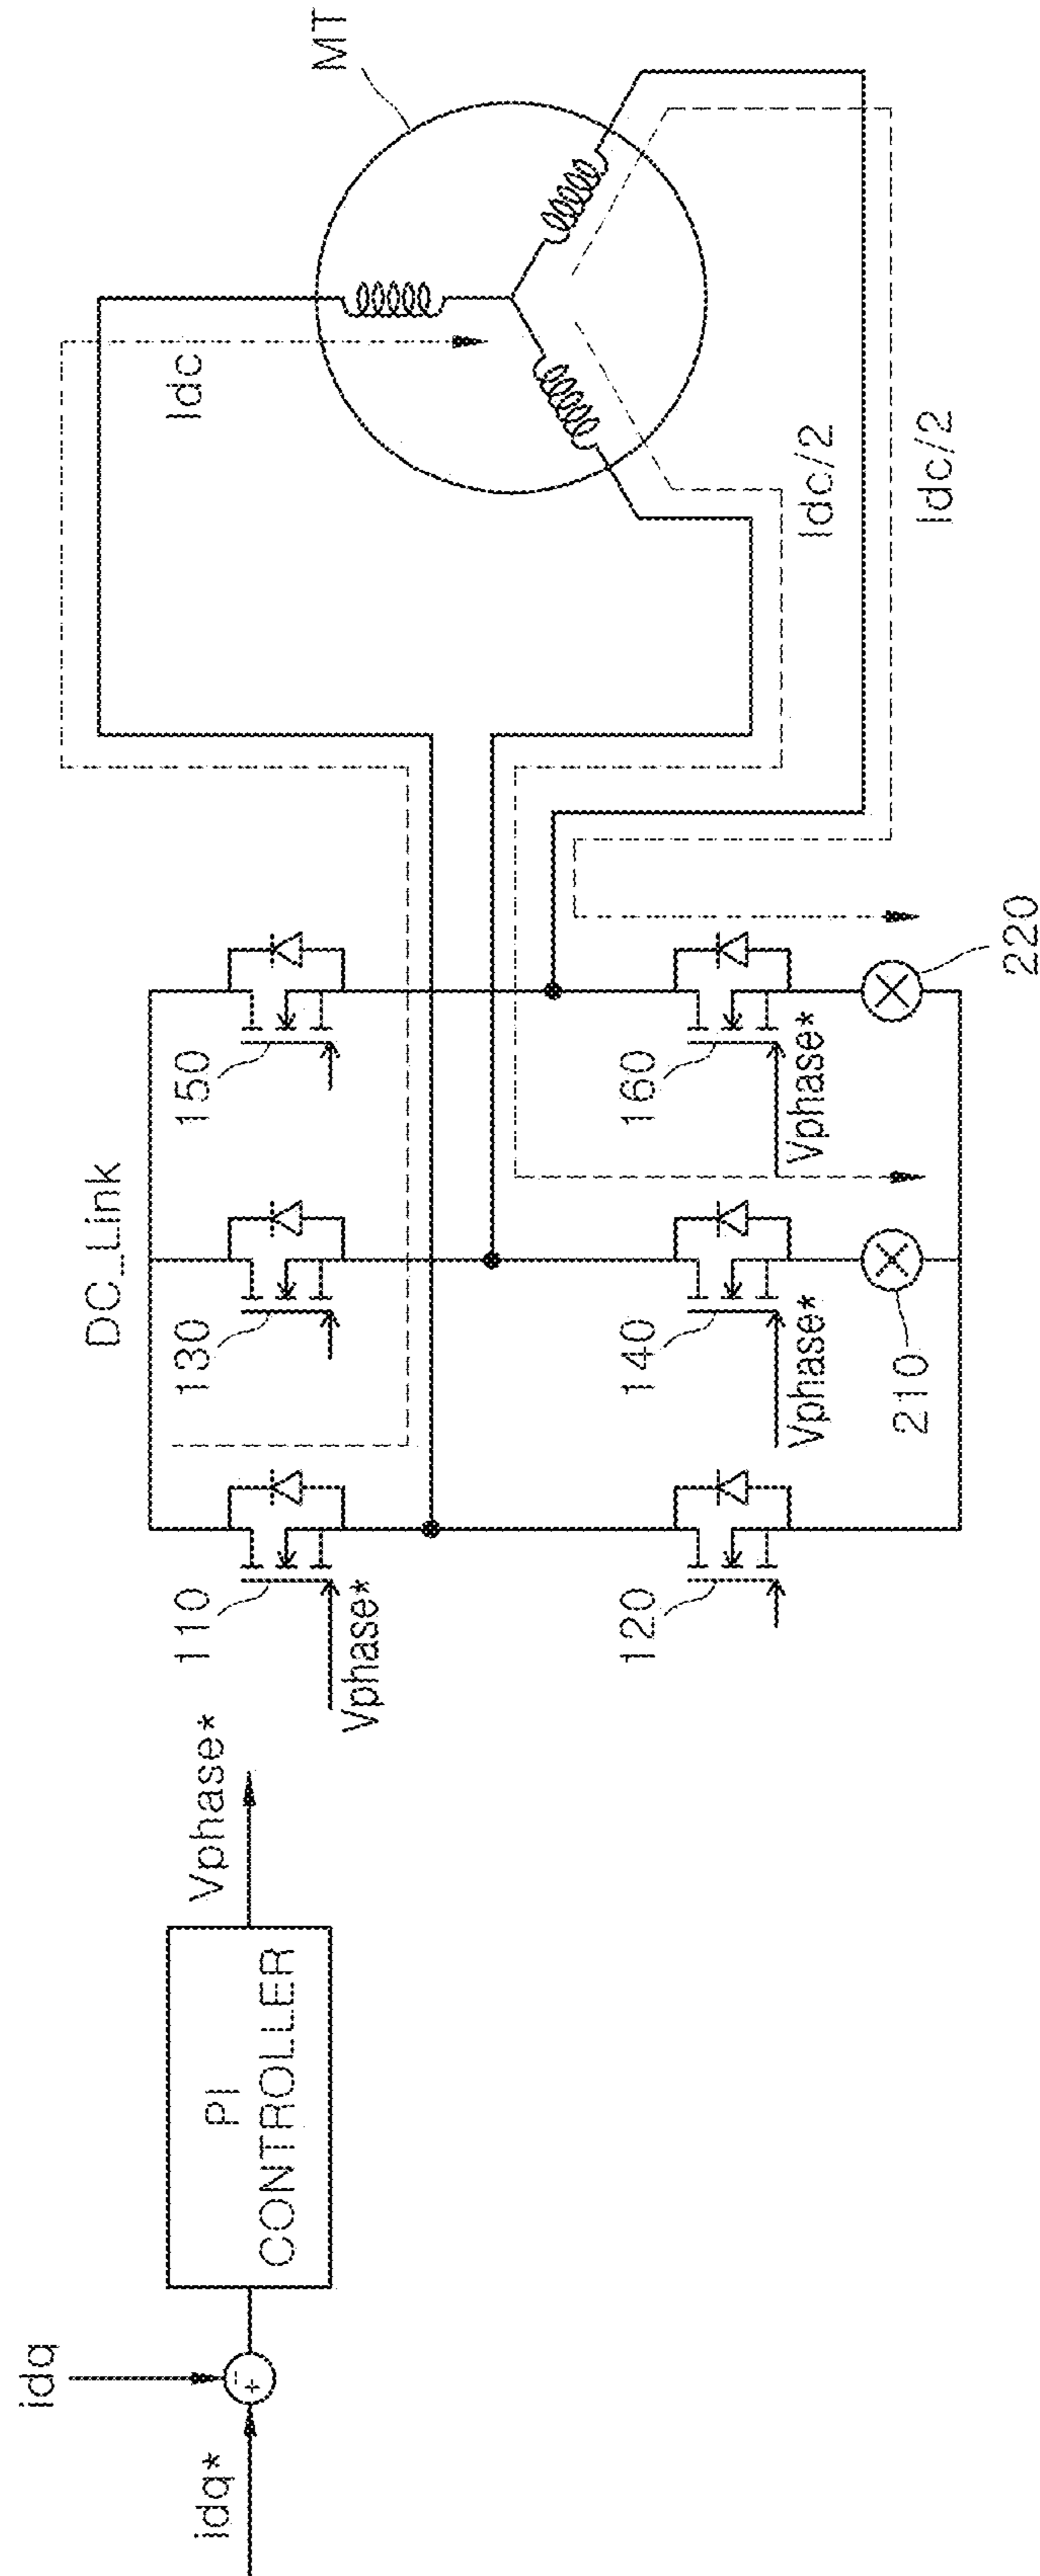 idq*
idq
+
-
PI
CONTROLLER
Vphase*
DC_Link
110
Vphase*
130
150
120
140
Vphase*
160
Vphase*
210
220
Idc
Idc/2
Idc/2
MT